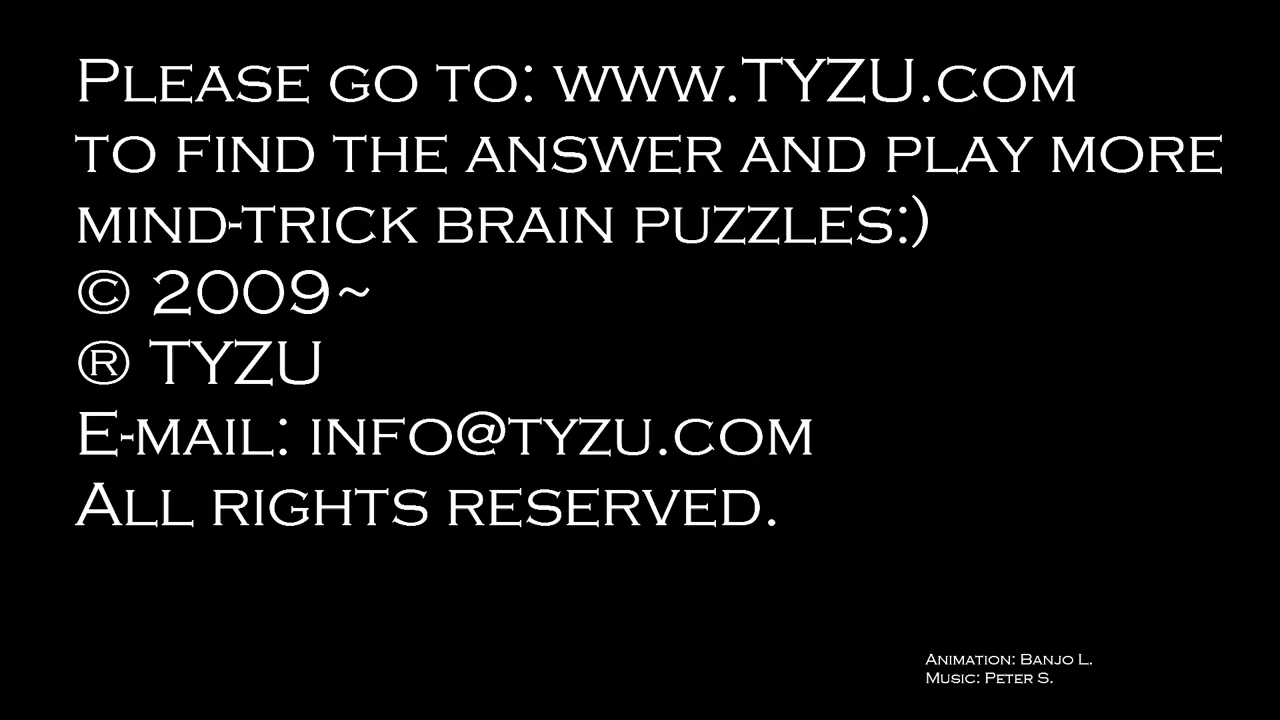 Please go to: www.TYZU.com
to find the answer and play more
mind-trick brain puzzles:)
© 2009~
® TYZU
E-mail: info@tyzu.com
All rights reserved.
Animation: Banjo L.
Music: Peter S.